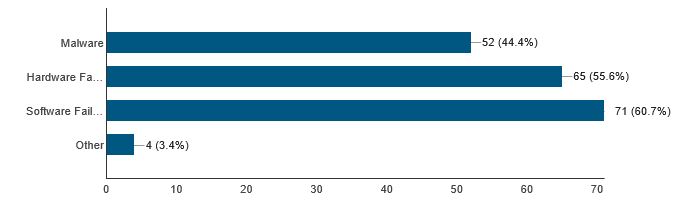 Malware
52 (44.4%)
Hardware Fa...
65 (55.6%)
Software Fail...
71 (60.7%)
Other
4 (3.4%)
0 10 20 30 40 50 60 70